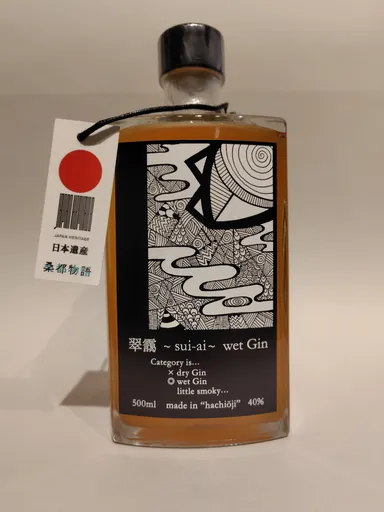 JAPAN HERITAGE
日本遺産
桑都物語
翠靄 ~ sui-ai~ wet Gin
Category is...
× dry Gin
◎ wet Gin
little smoky...
500ml made in “hachiōji” 40%